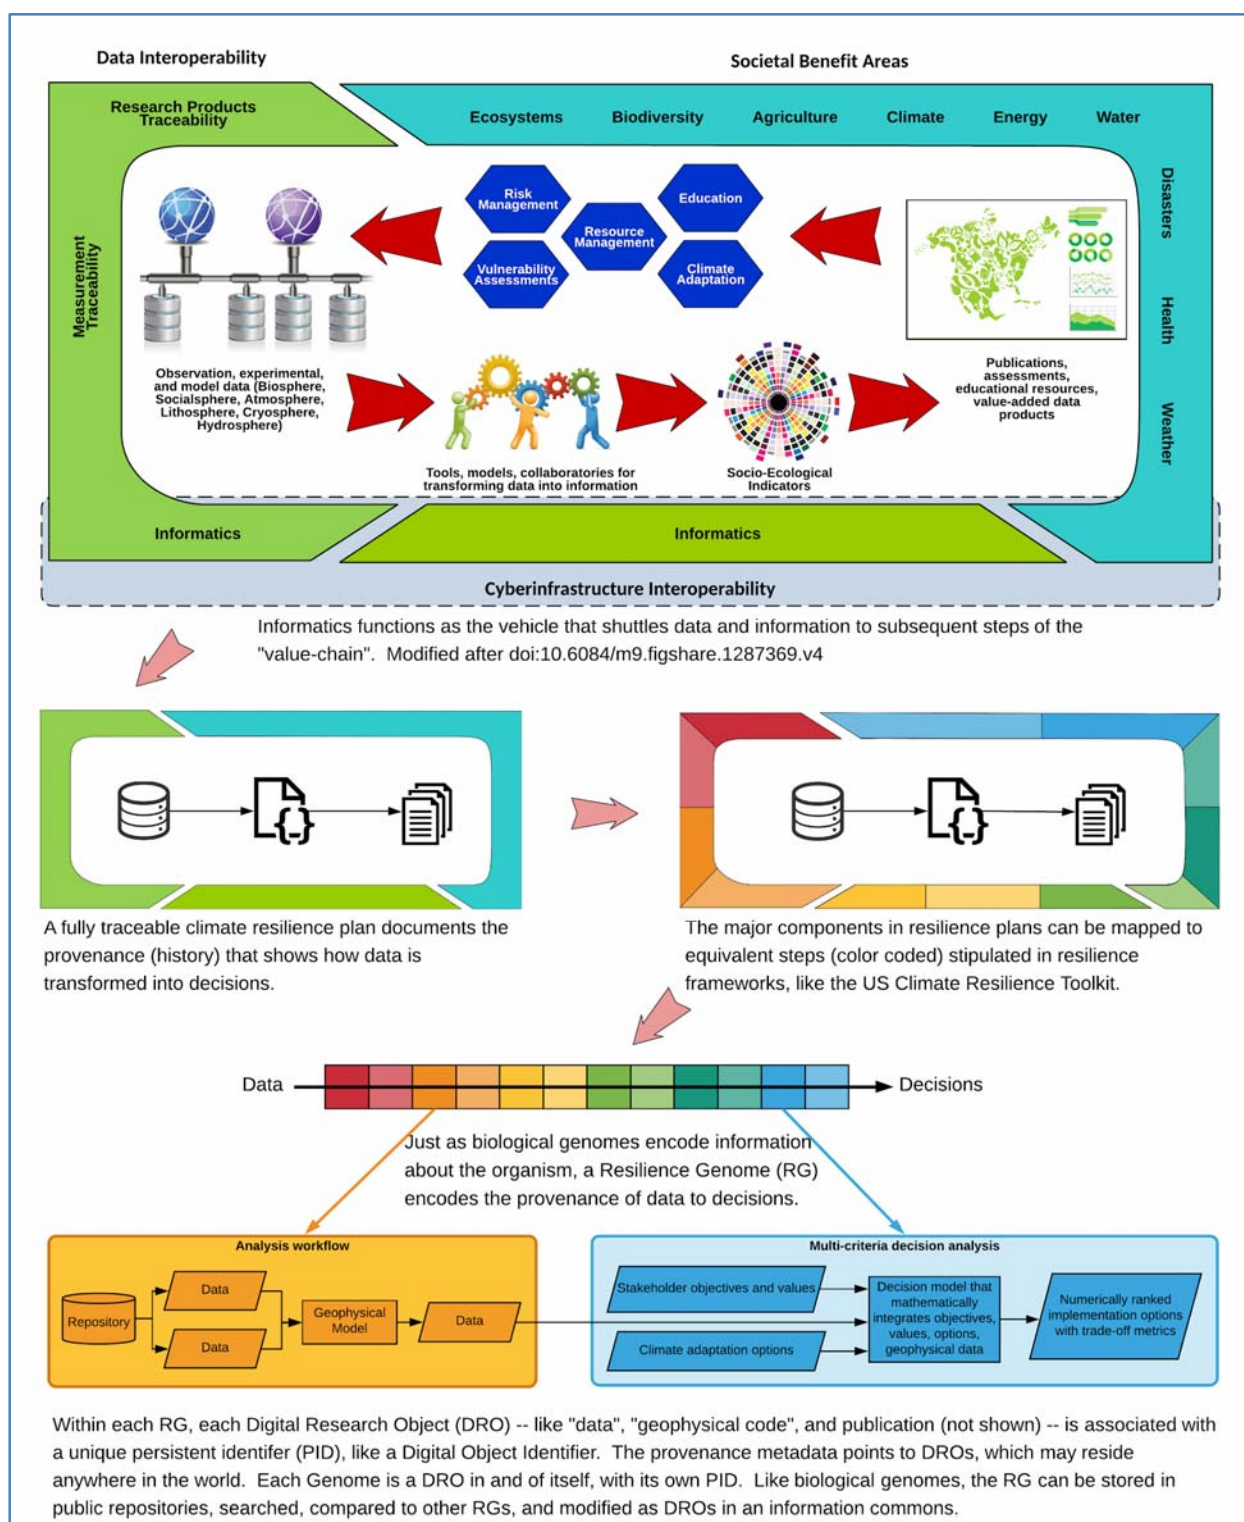 Data Interoperability
Societal Benefit Areas
Research Products
Traceability
Ecosystems
Biodiversity
Agriculture
Climate
Energy
Water
Disasters
Health
Weather
Measurement
Traceability
Risk
Management
Education
Resource
Management
Vulnerability
Assessments
Climate
Adaptation
Observation, experimental,
and model data (Biosphere,
Socialsphere, Atmosphere,
Lithosphere, Cryosphere,
Hydrosphere)
Tools, models, collaboratories for
transforming data into information
Socio-Ecological
Indicators
Publications,
assessments,
educational resources,
value-added data
products
Informatics
Informatics
Cyberinfrastructure Interoperability
Informatics functions as the vehicle that shuttles data and information to subsequent steps of the
"value-chain". Modified after doi:10.6084/m9.figshare.1287369.v4
{}
{}
A fully traceable climate resilience plan documents the
provenance (history) that shows how data is
transformed into decisions.
The major components in resilience plans can be mapped to
equivalent steps (color coded) stipulated in resilience
frameworks, like the US Climate Resilience Toolkit.
Data
Decisions
Just as biological genomes encode information
about the organism, a Resilience Genome (RG)
encodes the provenance of data to decisions.
Analysis workflow
Repository
Data
Data
Geophysical
Model
Data
Multi-criteria decision analysis
Stakeholder objectives and values
Climate adaptation options
Decision model that
mathematically
integrates objectives,
values, options,
geophysical data
Numerically ranked
implementation options
with trade-off metrics
Within each RG, each Digital Research Object (DRO) -- like "data", "geophysical code", and publication (not shown) -- is associated with
a unique persistent identifer (PID), like a Digital Object Identifier. The provenance metadata points to DROs, which may reside
anywhere in the world. Each Genome is a DRO in and of itself, with its own PID. Like biological genomes, the RG can be stored in
public repositories, searched, compared to other RGs, and modified as DROs in an information commons.